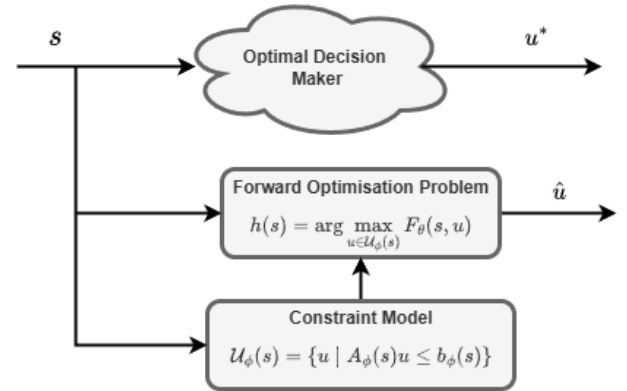 s
u*
Optimal Decision
Maker
Forward Optimisation Problem
h(s) = arg max F_θ(s, u)
u∈𝒰_ϕ(s)
û
Constraint Model
𝒰_ϕ(s) = {u | A_ϕ(s)u ≤ b_ϕ(s)}